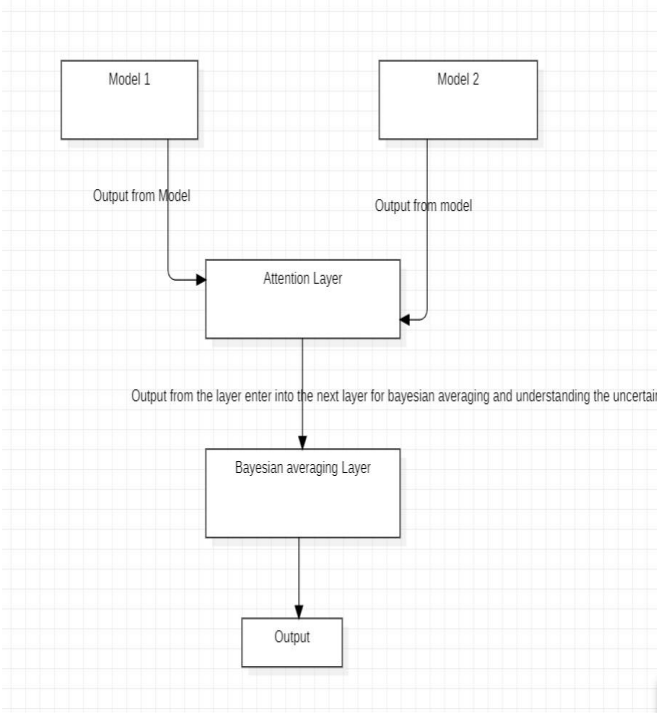 Model 1
Model 2
Output from Model
Output from model
Attention Layer
Output from the layer enter into the next layer for bayesian averaging and understanding the
Bayesian averaging Layer
Output